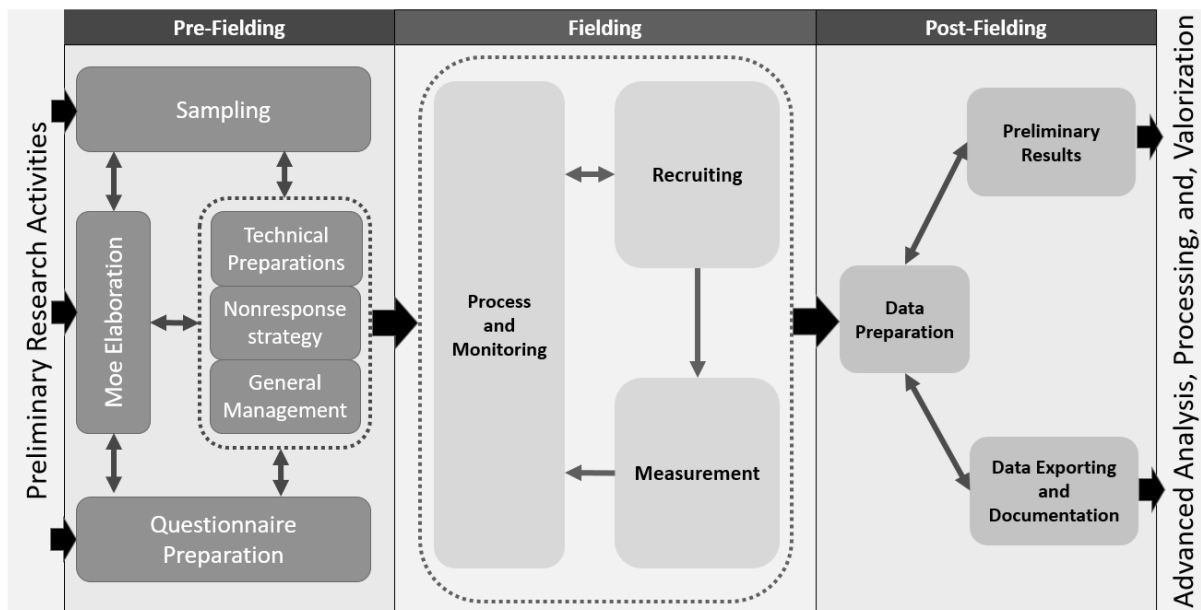 Pre-Fielding
Fielding
Post-Fielding
Preliminary Research Activities
Sampling
Moe Elaboration
Technical
Preparations
Nonresponse
strategy
General
Management
Questionnaire
Preparation
Process
and
Monitoring
Recruiting
Measurement
Data
Preparation
Preliminary
Results
Data Exporting
and
Documentation
Advanced Analysis, Processing, and, Valorization